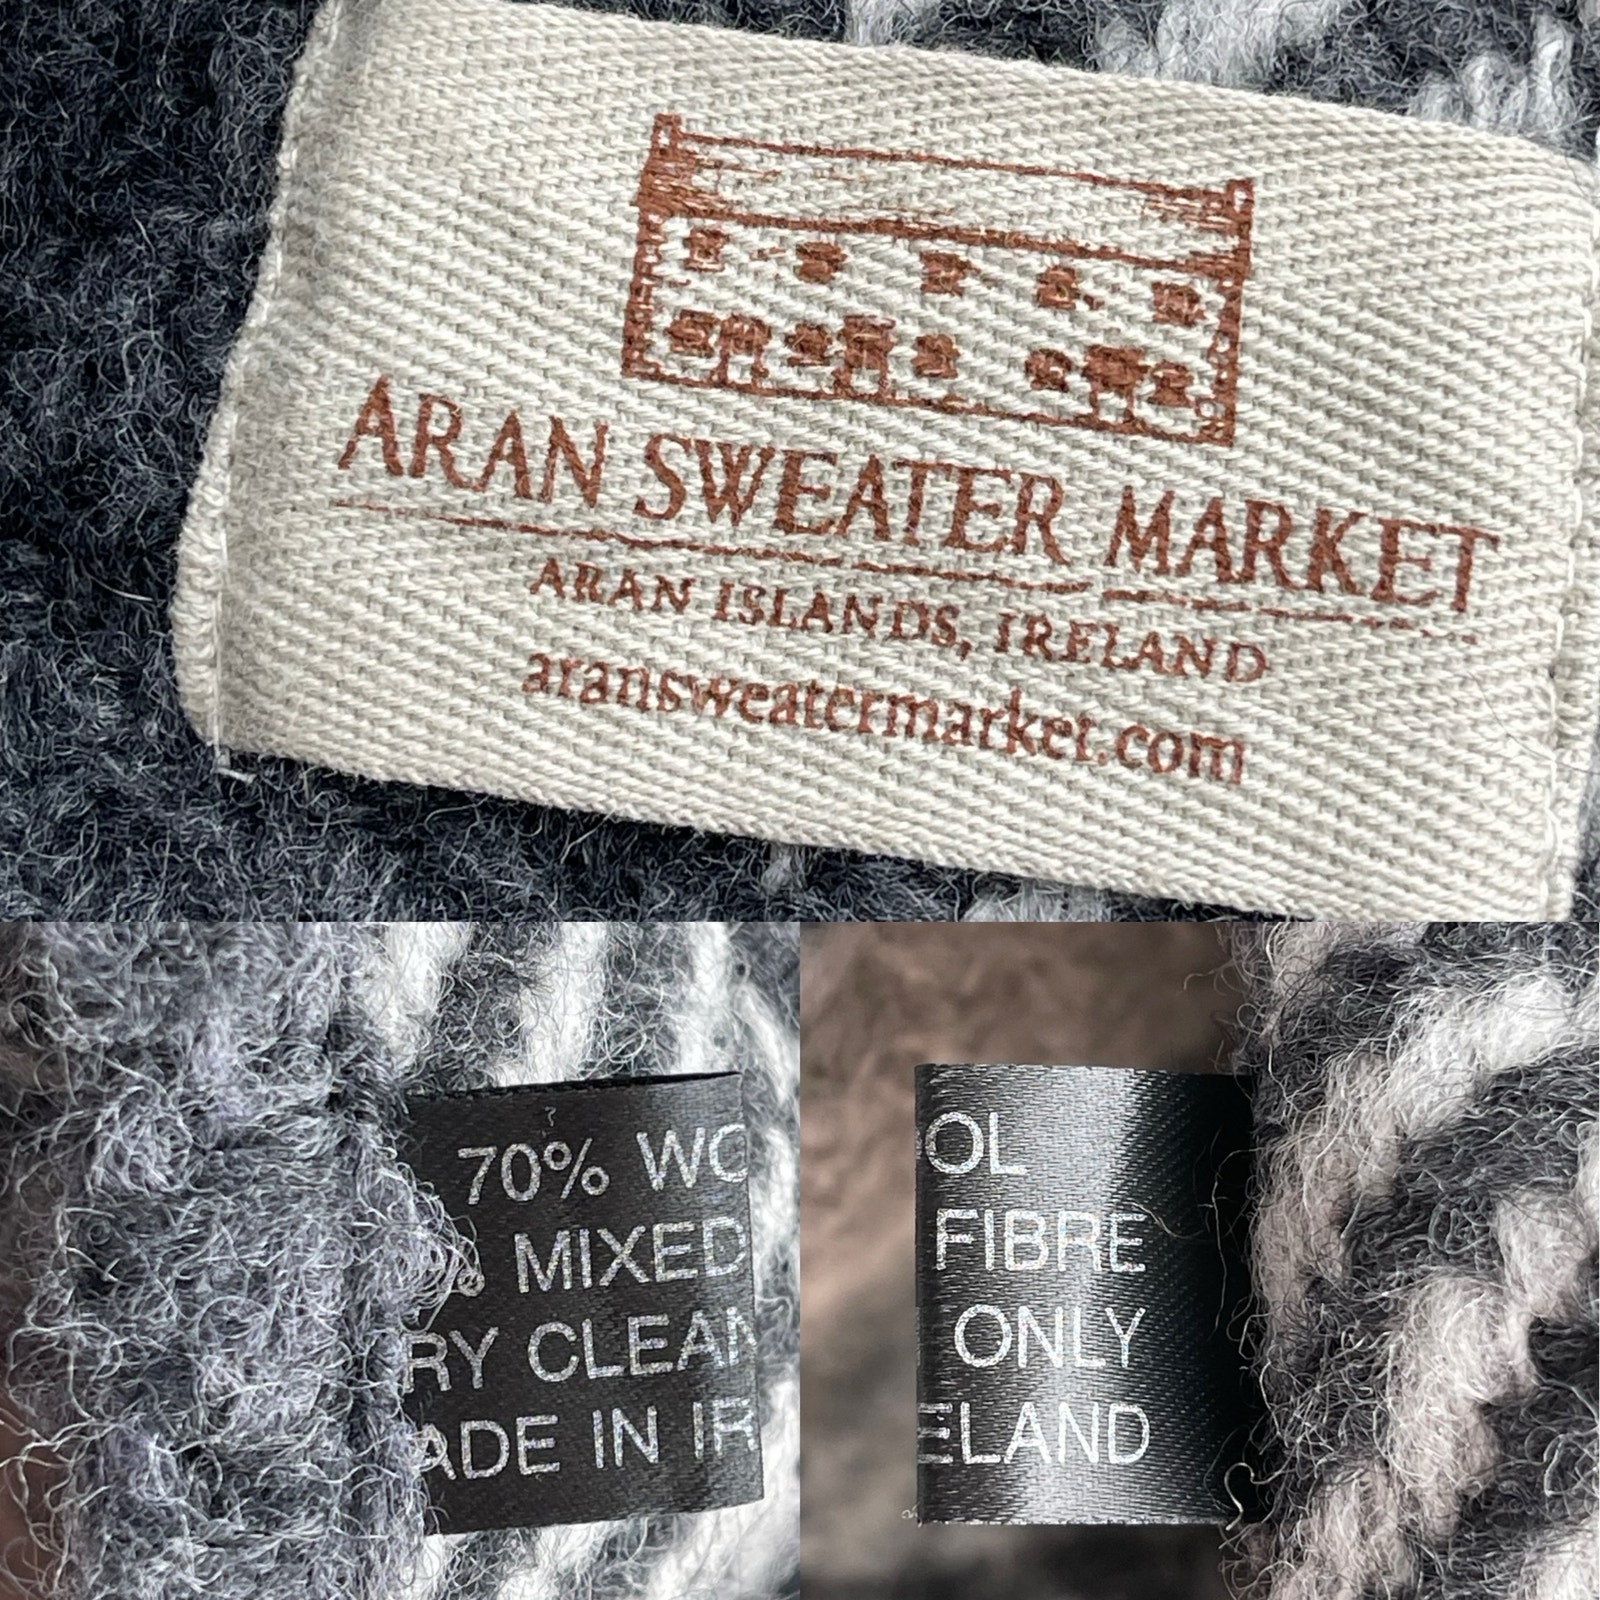 ARAN SWEATER MARKET
ARAN ISLANDS, IRELAND
aransweatermarket.com
70% WO
% MIXED
RY CLEAN
ADE IN IR
OL
FIBRE
ONLY
ELAND